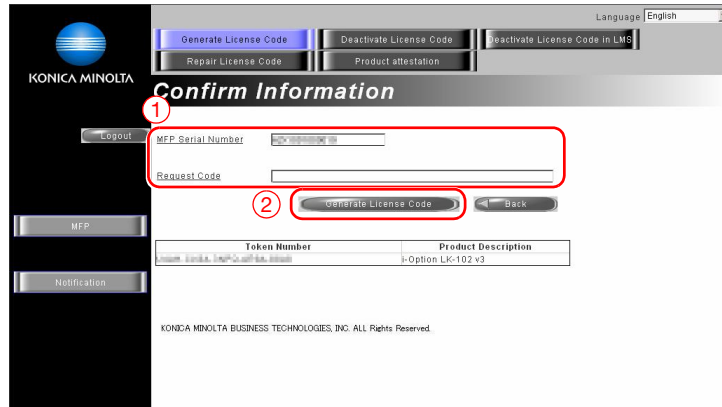 Language English
Generate License Code Deactivate License Code Deactivate License Code in LMS
Repair License Code Product attestation
KONICA MINOLTA
Confirm Information
1
Logout
MFP Serial Number
Request Code
2 Generate License Code Back
MFP
Token Number Product Description
i-Option LK-102 v3
Notification
KONICA MINOLTA BUSINESS TECHNOLOGIES, INC. ALL Rights Reserved.